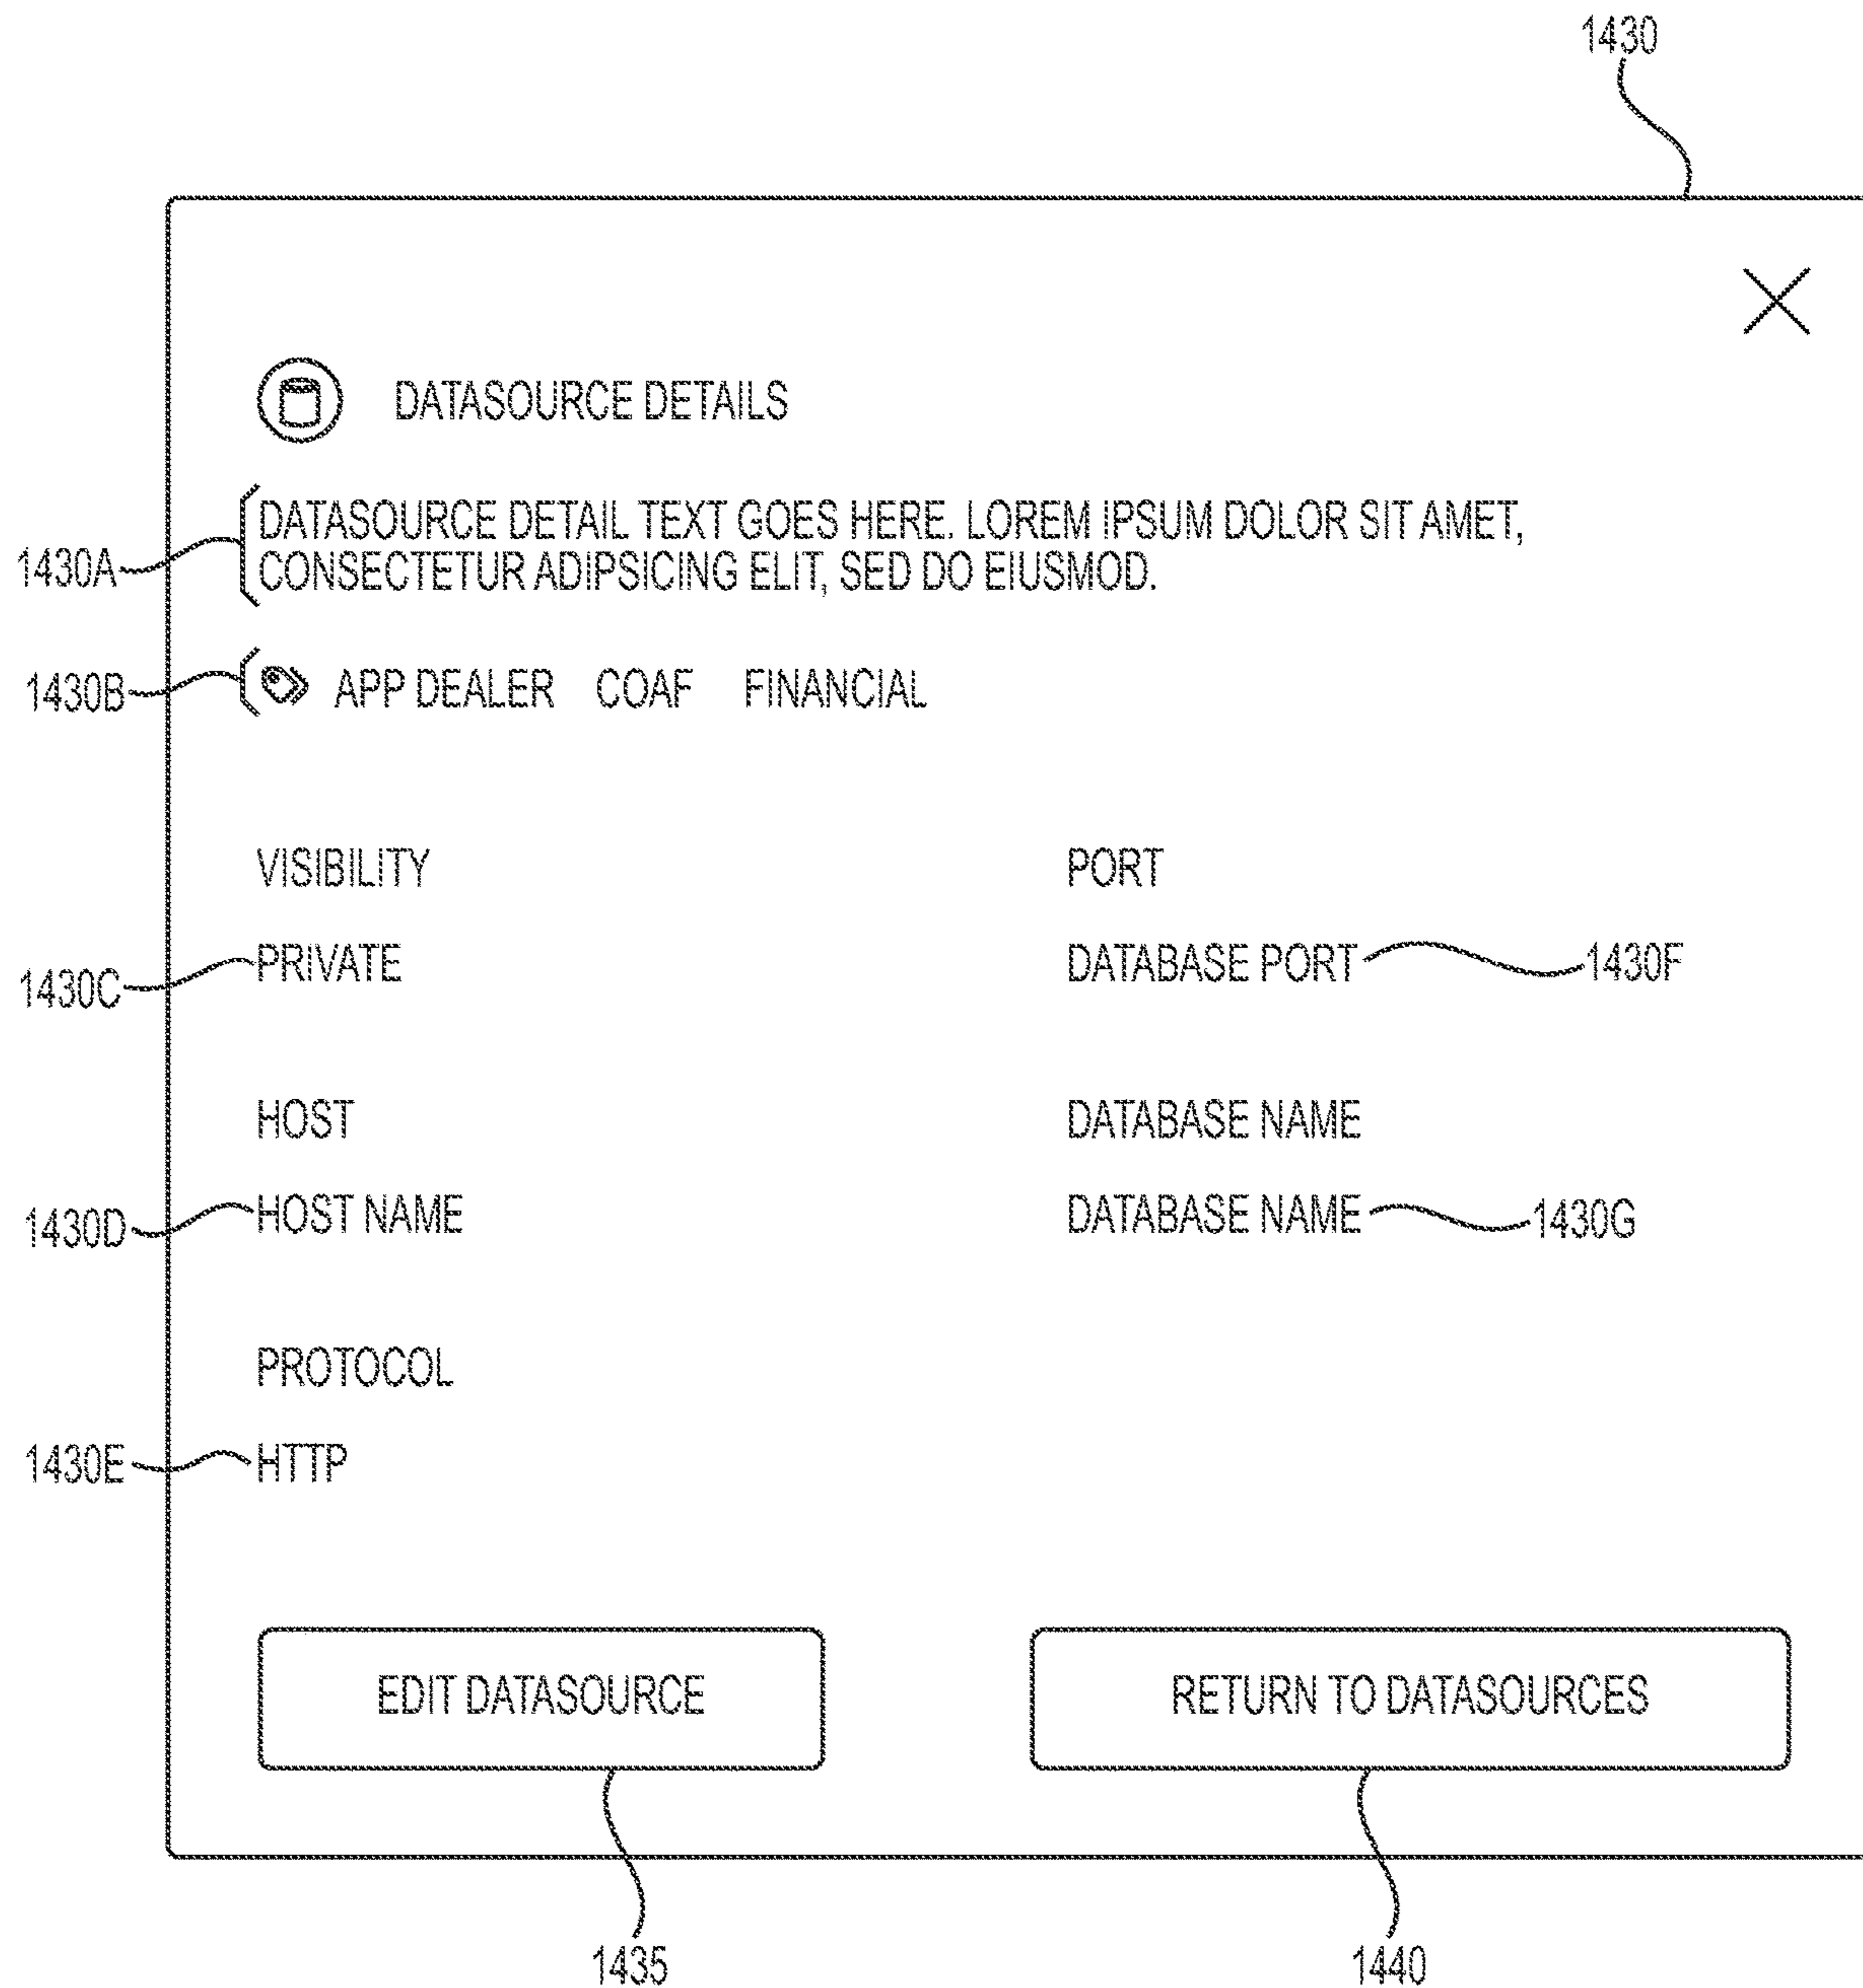 1430
DATASOURCE DETAILS
1430A
DATASOURCE DETAIL TEXT GOES HERE. LOREM IPSUM DOLOR SIT AMET,
CONSECTETUR ADIPSICING ELIT, SED DO EIUSMOD.
1430B APP DEALER COAF FINANCIAL
VISIBILITY PORT
1430C PRIVATE DATABASE PORT 1430F
HOST DATABASE NAME
1430D HOST NAME DATABASE NAME 1430G
PROTOCOL
1430E HTTP
EDIT DATASOURCE RETURN TO DATASOURCES
1435 1440